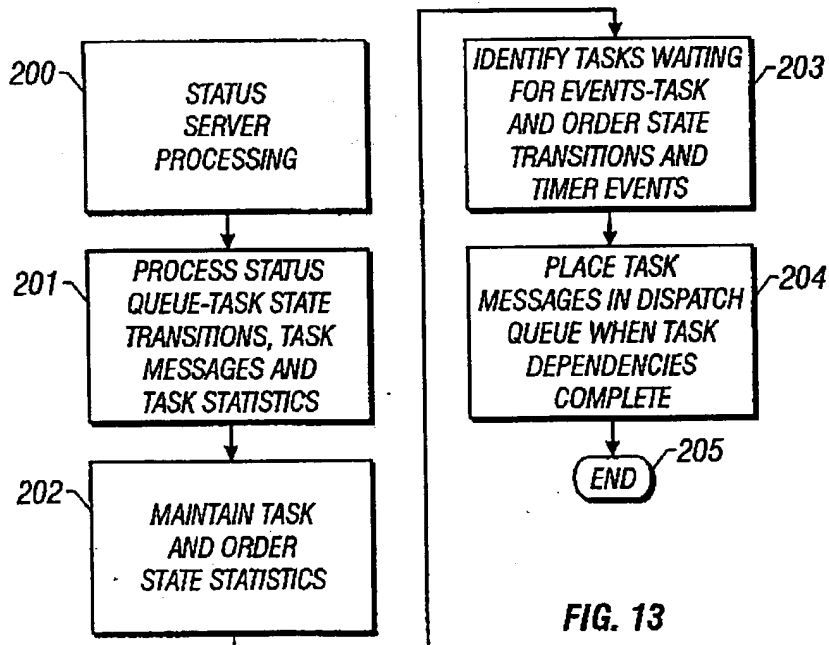 200
STATUS
SERVER
PROCESSING
201
PROCESS STATUS
QUEUE-TASK STATE
TRANSITIONS, TASK
MESSAGES AND
TASK STATISTICS
202
MAINTAIN TASK
AND ORDER
STATE STATISTICS
IDENTIFY TASKS WAITING
FOR EVENTS-TASK
AND ORDER STATE
TRANSITIONS AND
TIMER EVENTS
203
PLACE TASK
MESSAGES IN DISPATCH
QUEUE WHEN TASK
DEPENDENCIES
COMPLETE
204
END
205
FIG. 13